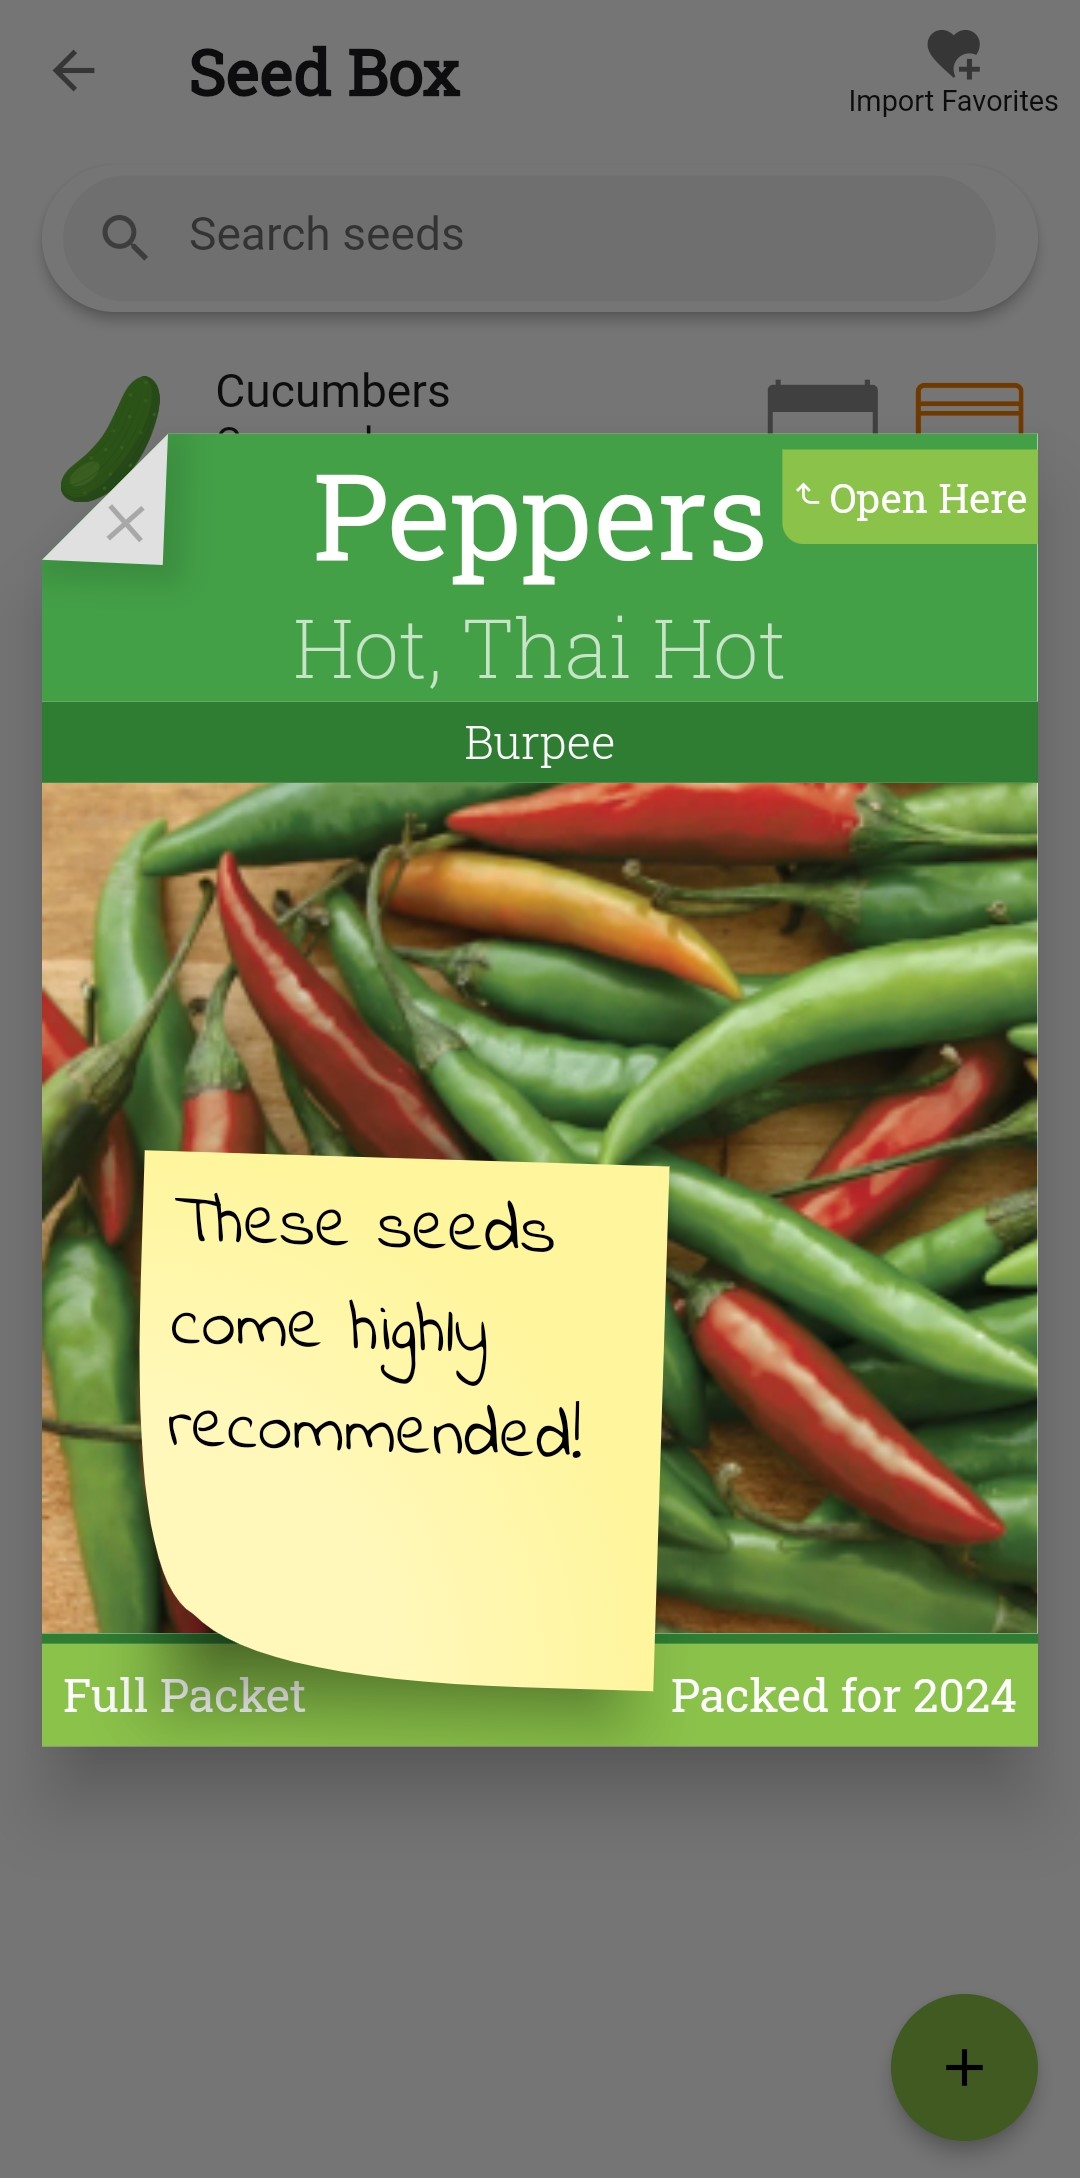 Seed Box
Import Favorites
Search seeds
Cucumbers
Peppers
Open Here
Hot, Thai Hot
Burpee
These seeds
come highly
recommended!
Full Packet
Packed for 2024